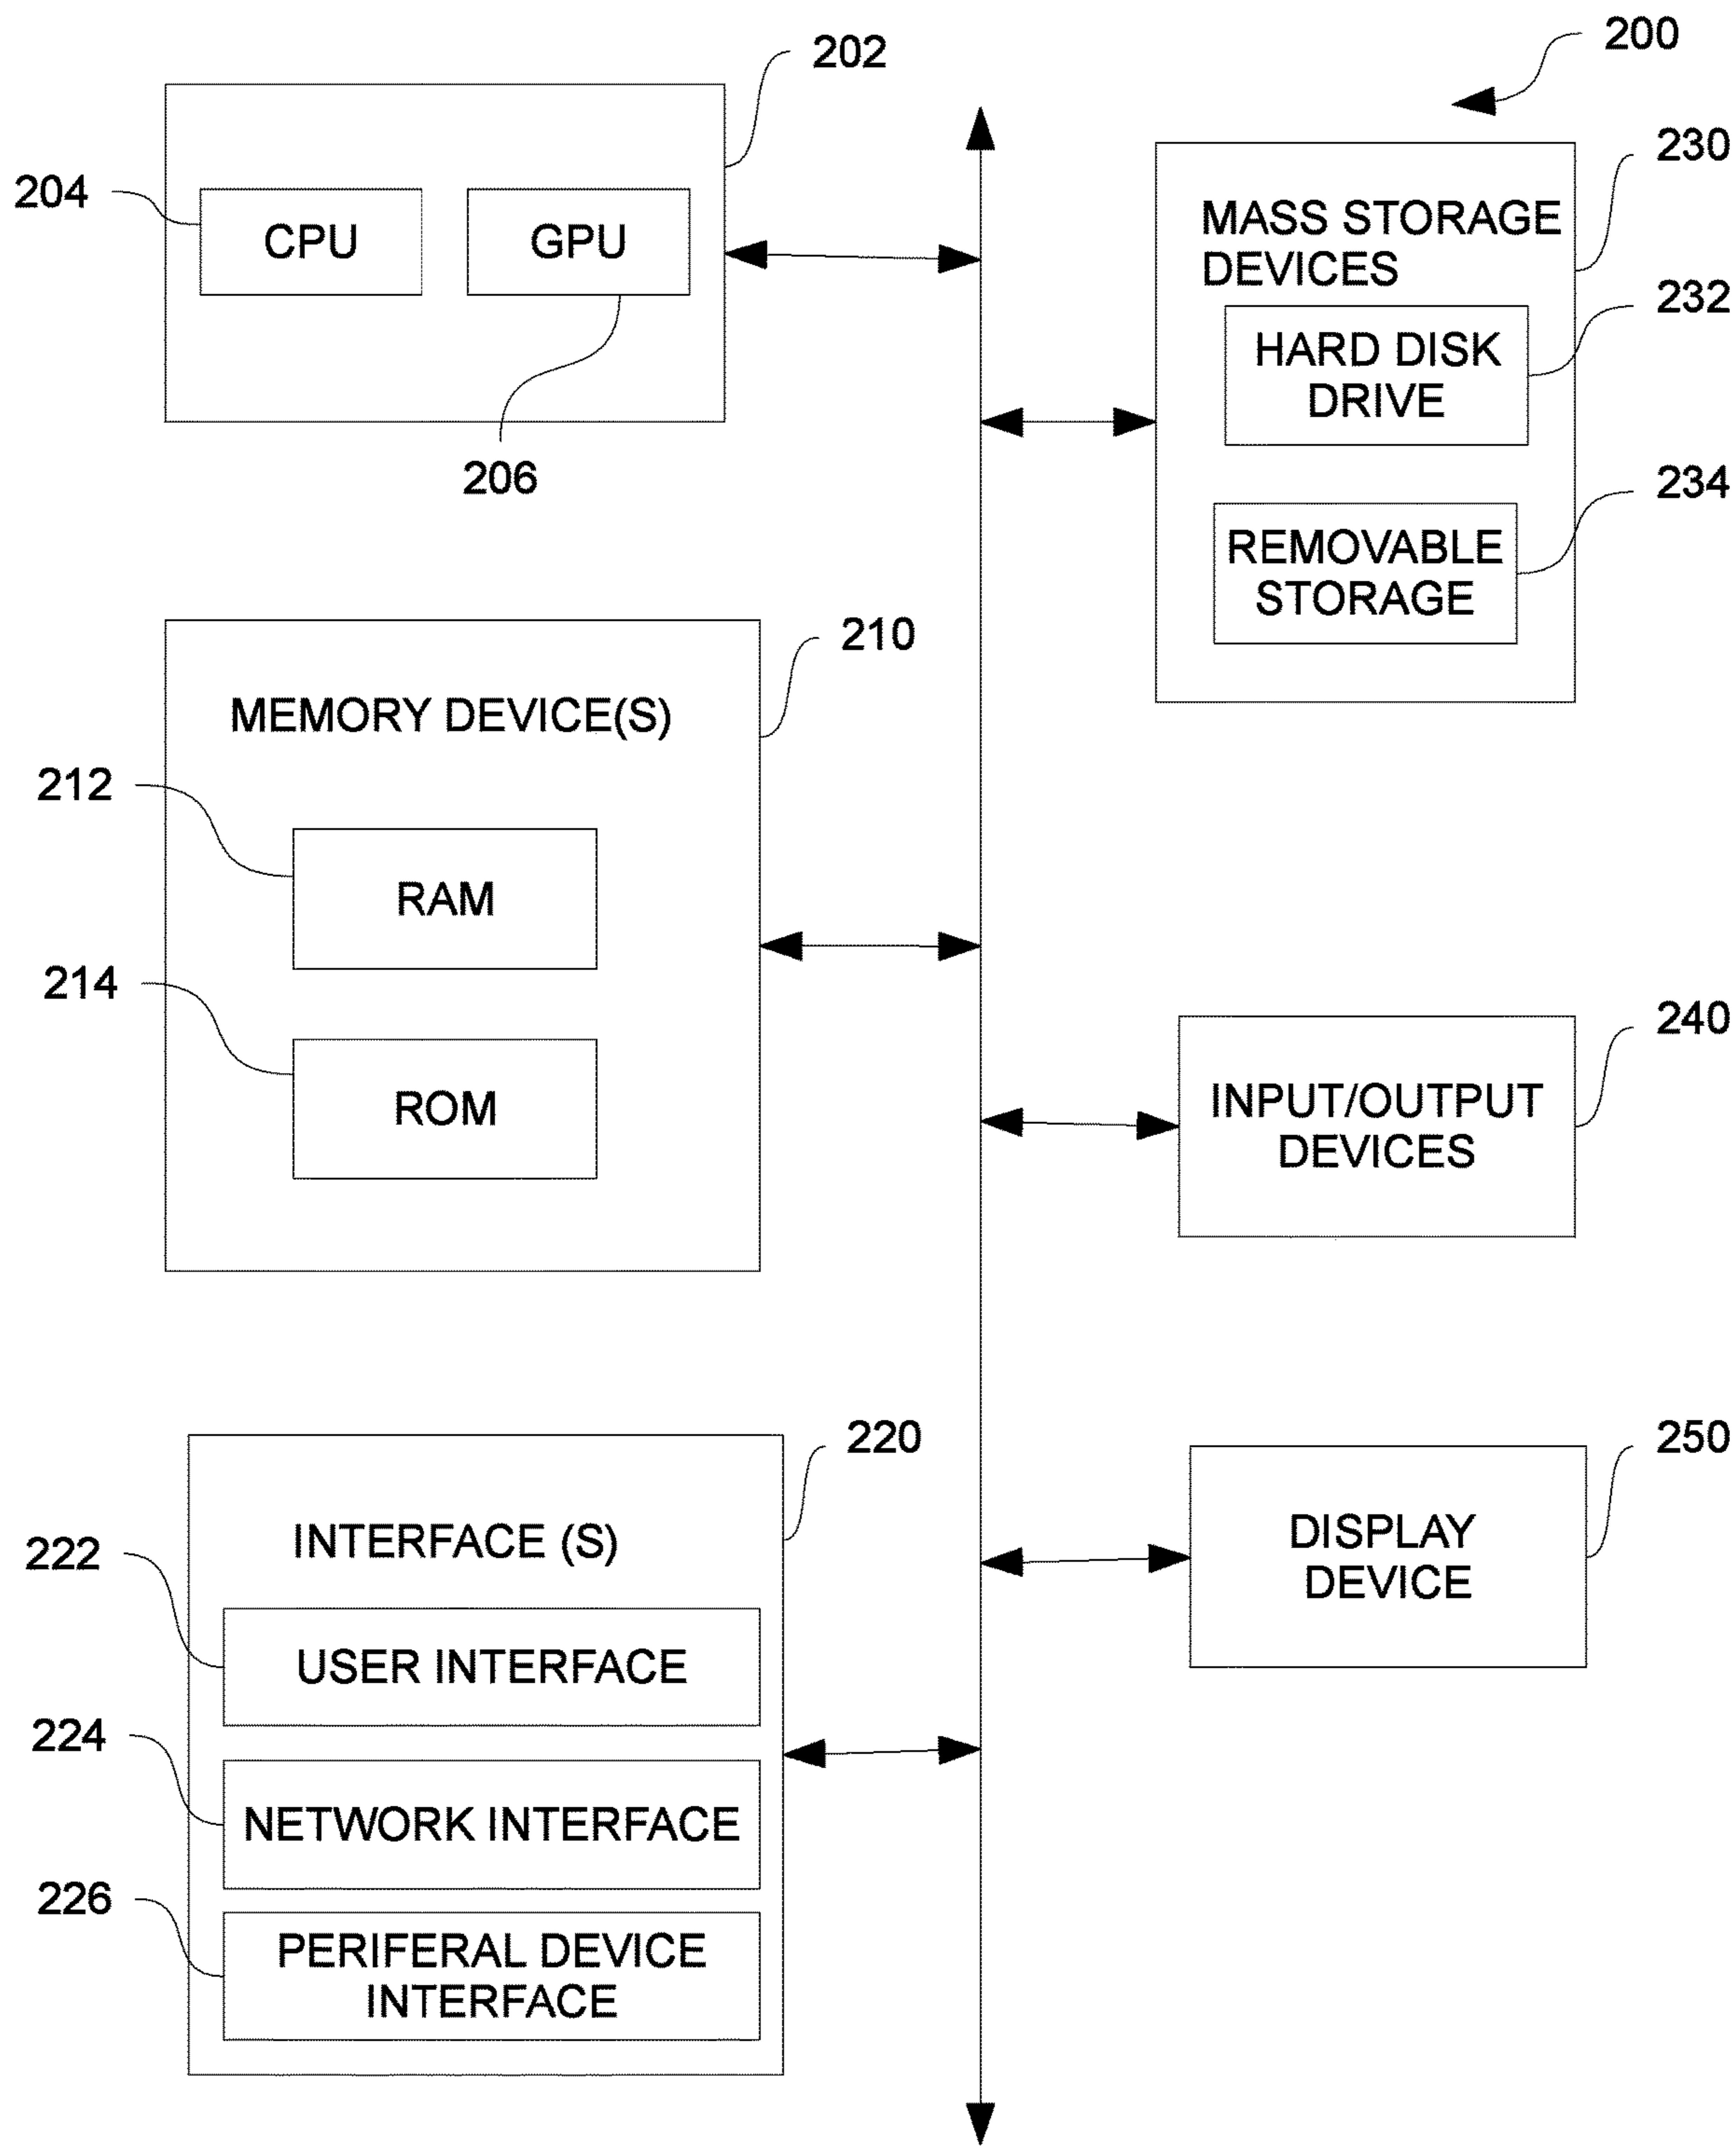 200
202
204
CPU
GPU
206
230
MASS STORAGE
DEVICES
232
HARD DISK
DRIVE
234
REMOVABLE
STORAGE
210
MEMORY DEVICE(S)
212
RAM
214
ROM
240
INPUT/OUTPUT
DEVICES
220
INTERFACE (S)
222
USER INTERFACE
224
NETWORK INTERFACE
226
PERIFERAL DEVICE
INTERFACE
250
DISPLAY
DEVICE